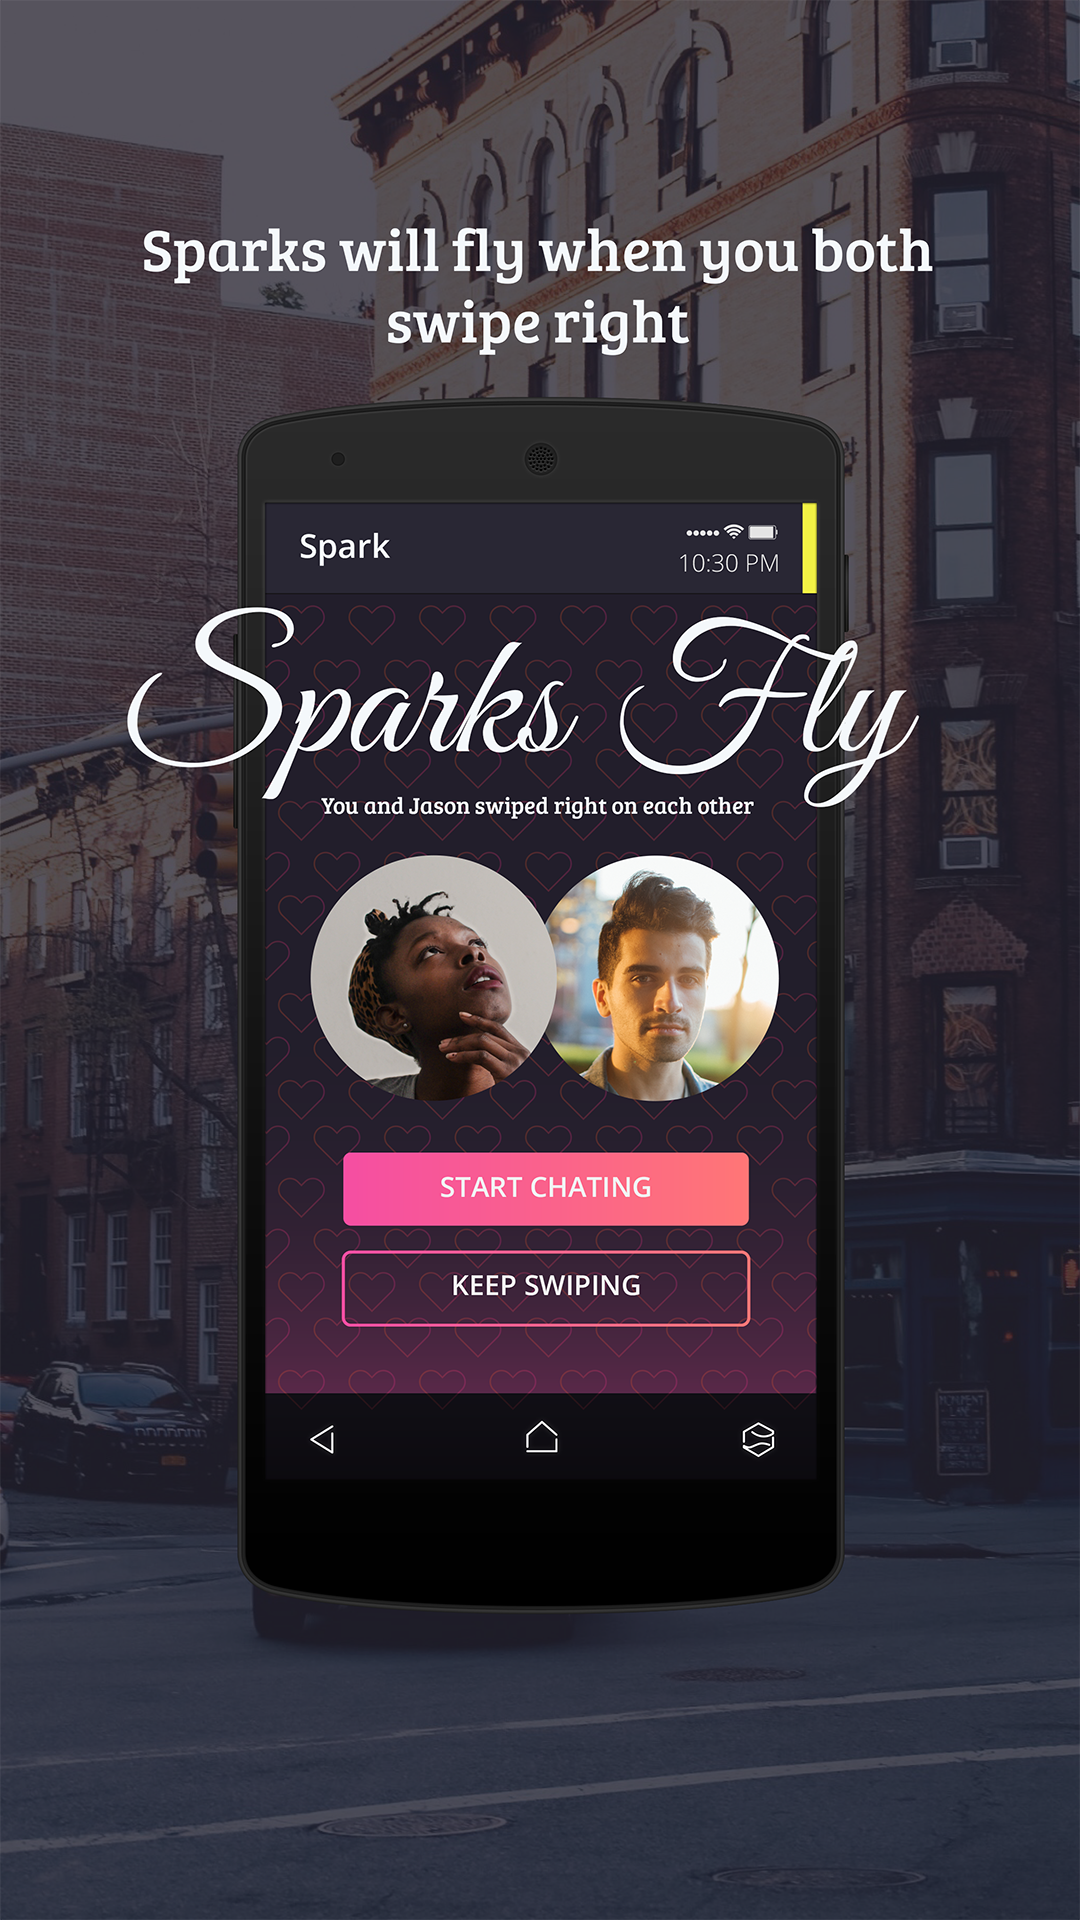 Sparks will fly when you both
swipe right
Spark
10:30 PM
Sparks Fly
You and Jason swiped right on each other
START CHATING
KEEP SWIPING
MONUMENT